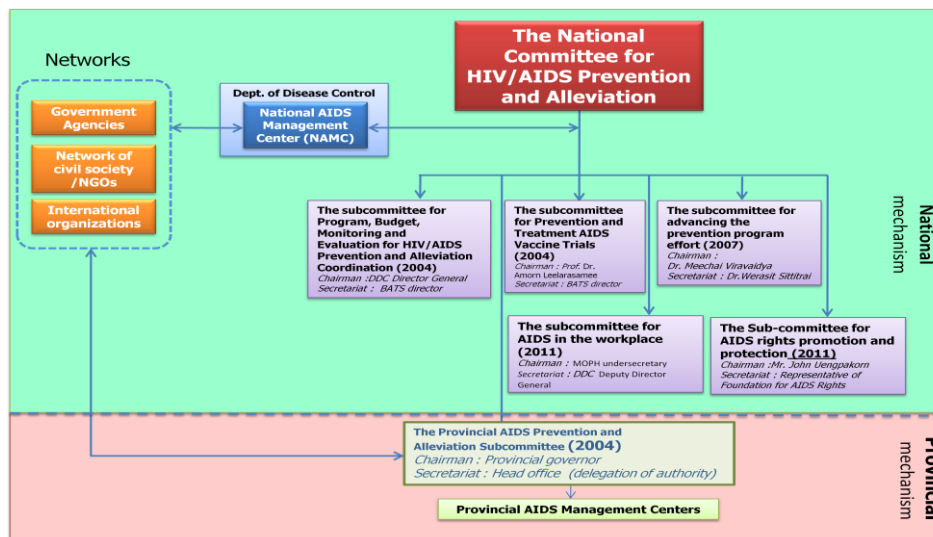 The National
Committee for
HIV/AIDS Prevention
and Alleviation
Networks
Government
Agencies
Network of
civil society
/NGOs
International
organizations
Dept. of Disease Control
National AIDS
Management
Center (NAMC)
The subcommittee for
Program, Budget,
Monitoring and
Evaluation for HIV/AIDS
Prevention and Alleviation
Coordination (2004)
Chairman :DDC Director General
Secretariat : BATS director
The subcommittee
for Prevention and
Treatment AIDS
Vaccine Trials
(2004)
Chairman : Prof. Dr.
Amorn Leelarasamee
Secretariat : BATS director
The subcommittee for
advancing the
prevention program
effort (2007)
Chairman :
Dr. Meechai Viravaidya
Secretariat : Dr.Werasit Sittitrai
The subcommittee for
AIDS in the workplace
(2011)
Chairman : MOPH undersecretary
Secretariat : DDC Deputy Director
General
The Sub-committee for
AIDS rights promotion and
protection (2011)
Chairman :Mr. John Uengpakorn
Secretariat : Representative of
Foundation for AIDS Rights
National
mechanism
The Provincial AIDS Prevention and
Alleviation Subcommittee (2004)
Chairman : Provincial governor
Secretariat : Head office (delegation of authority)
Provincial AIDS Management Centers
Provincial
mechanism